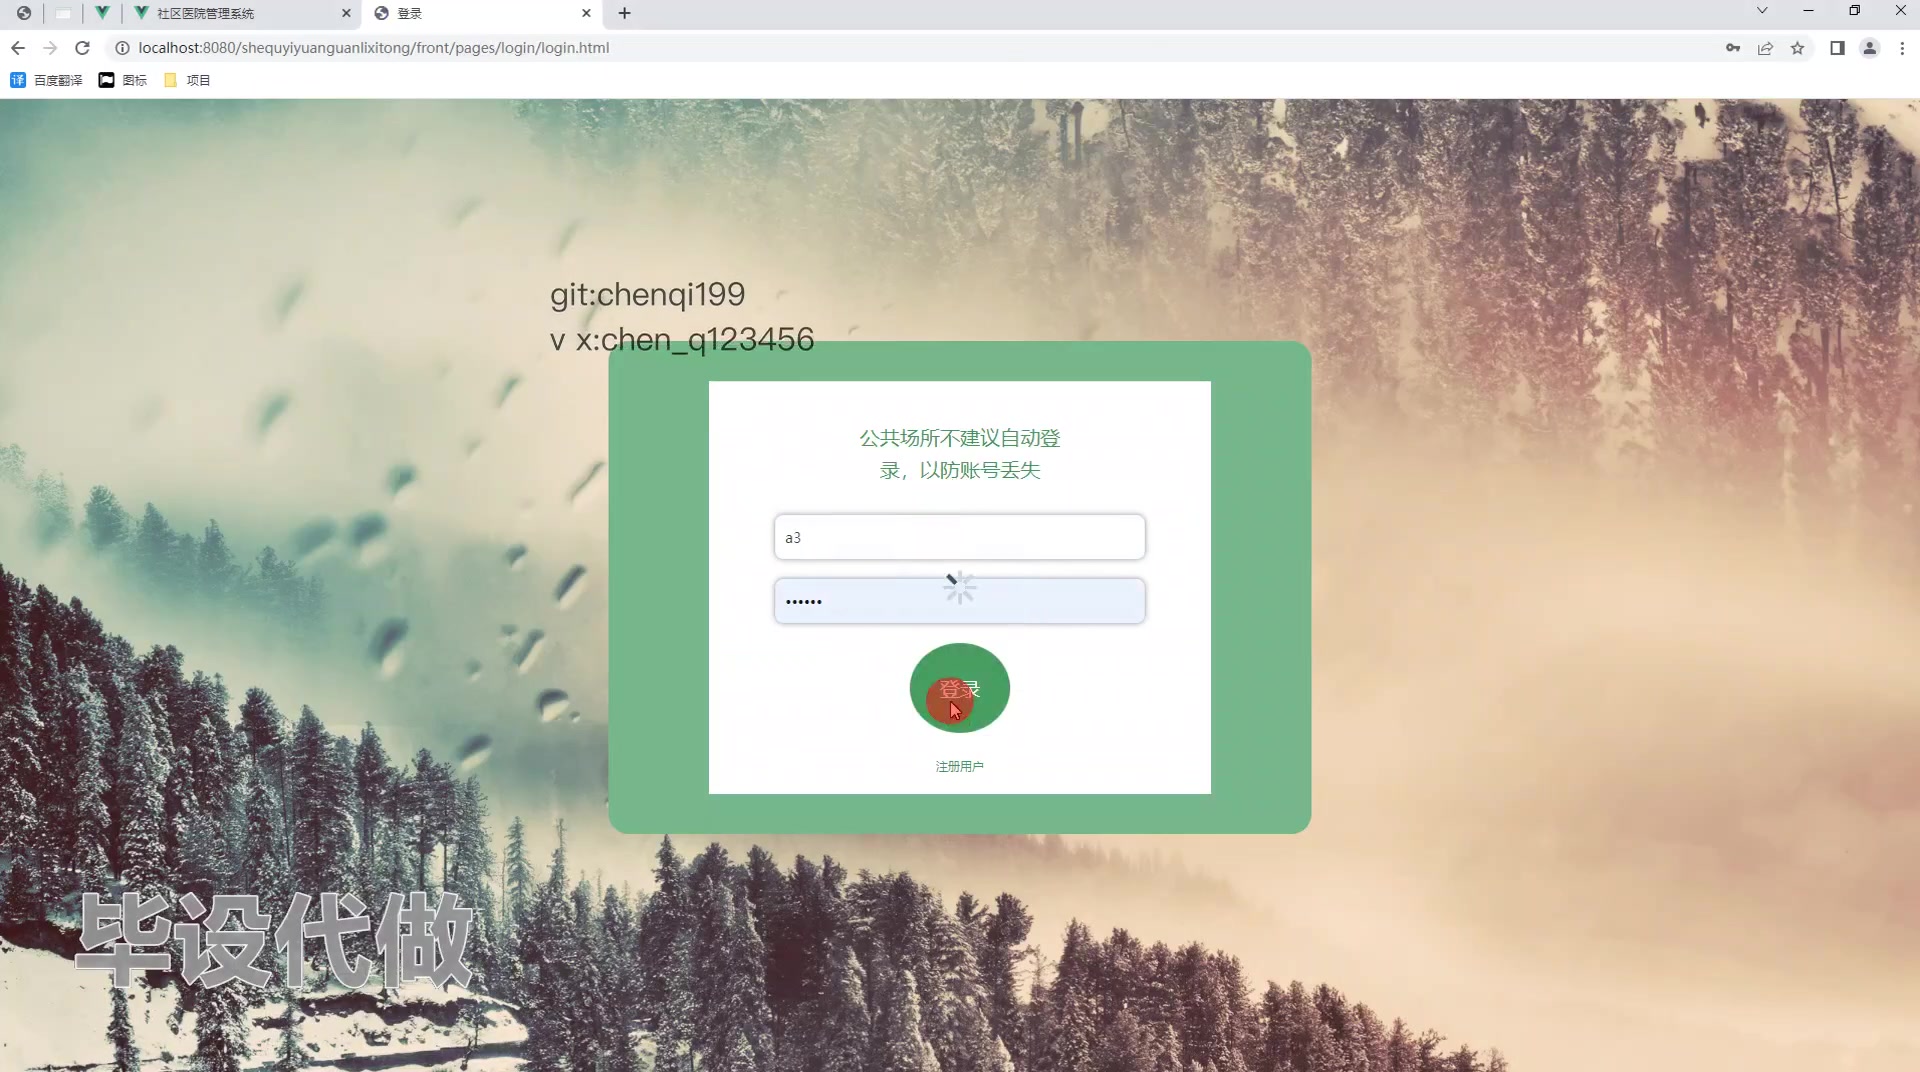 社区医院管理系统
登录
localhost:8080/shequyiyuanguanlixitong/front/pages/login/login.html
译 百度翻译 图标 项目
git:chenqi199
v x:chen_q123456
公共场所不建议自动登
录，以防账号丢失
a3
••••••
登录
注册用户
毕设代做